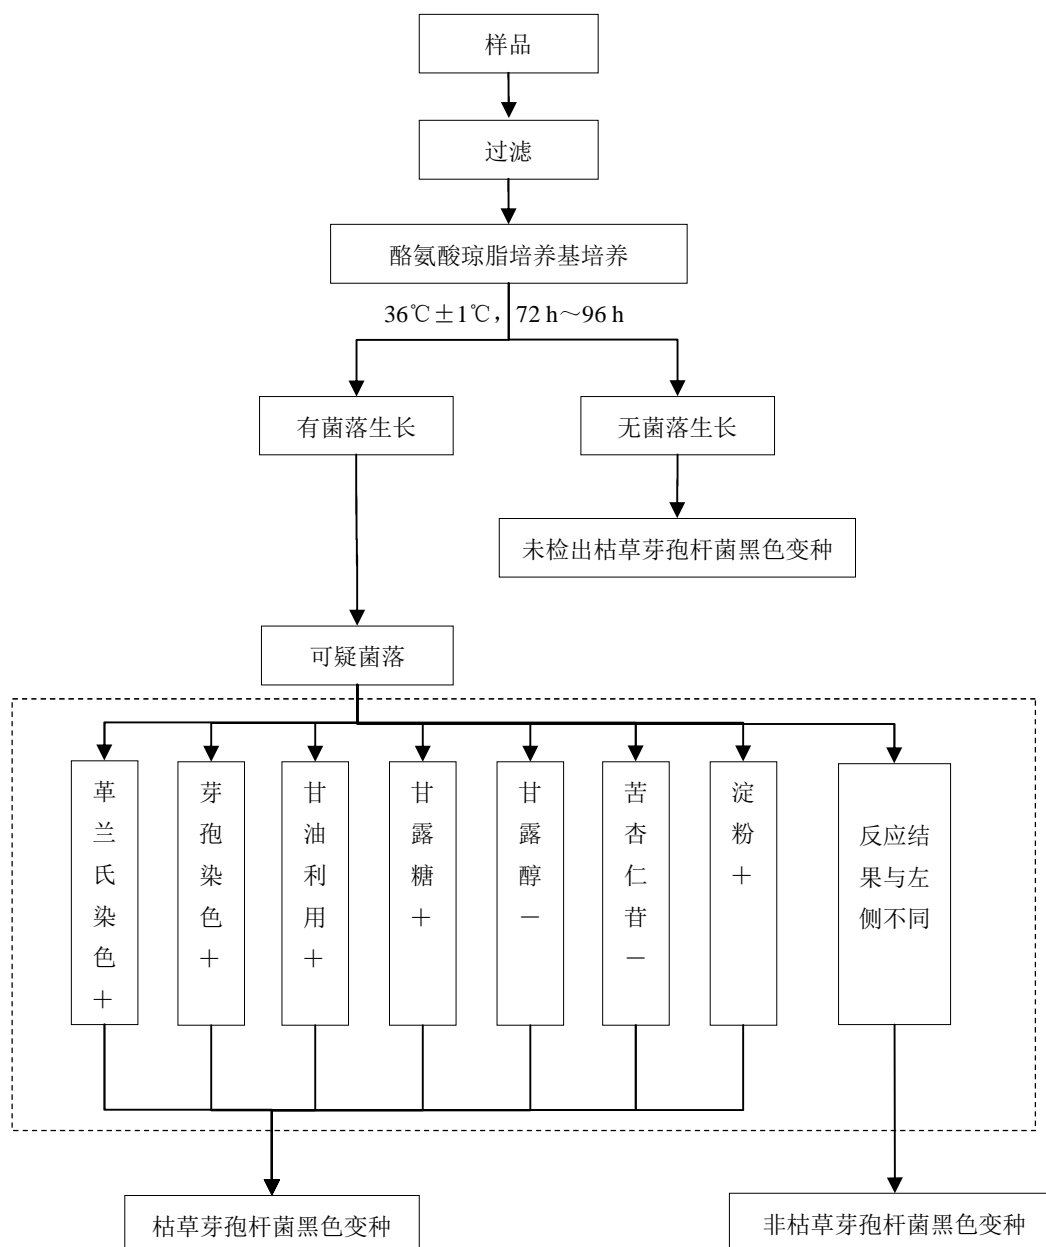 样品
过滤
酪氨酸琼脂培养基培养
36℃±1℃，72 h～96 h
有菌落生长
无菌落生长
未检出枯草芽孢杆菌黑色变种
可疑菌落
革兰氏染色＋
芽孢染色＋
甘油利用＋
甘露糖＋
甘露醇－
苦杏仁苷－
淀粉＋
反应结
果与左
侧不同
枯草芽孢杆菌黑色变种
非枯草芽孢杆菌黑色变种